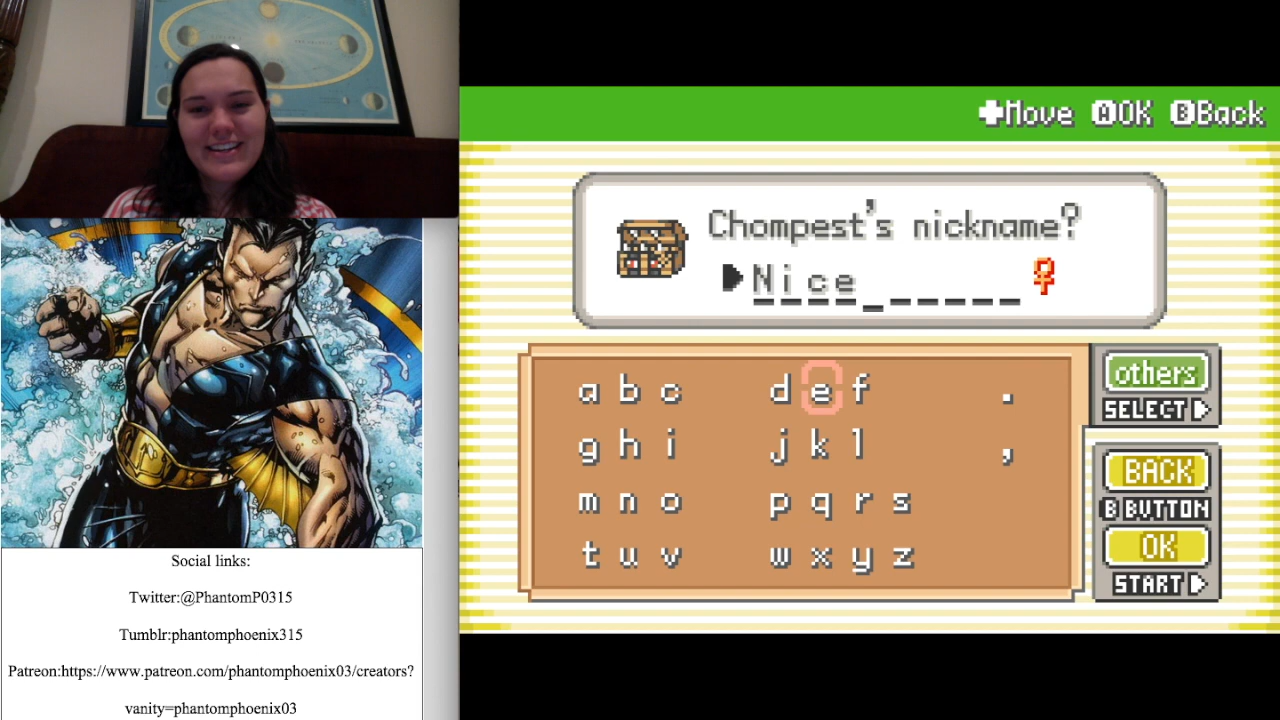 Move A OK B Back
Chompest's nickname?
Nice
a b c d e f .
g h i j k l ,
m n o p q r s
t u v w x y z
others
SELECT
BACK
B BUTTON
OK
START
Social links:
Twitter:@PhantomP0315
Tumblr:phantomphoenix315
Patreon:https://www.patreon.com/phantomphoenix03/creators?
vanity=phantomphoenix03